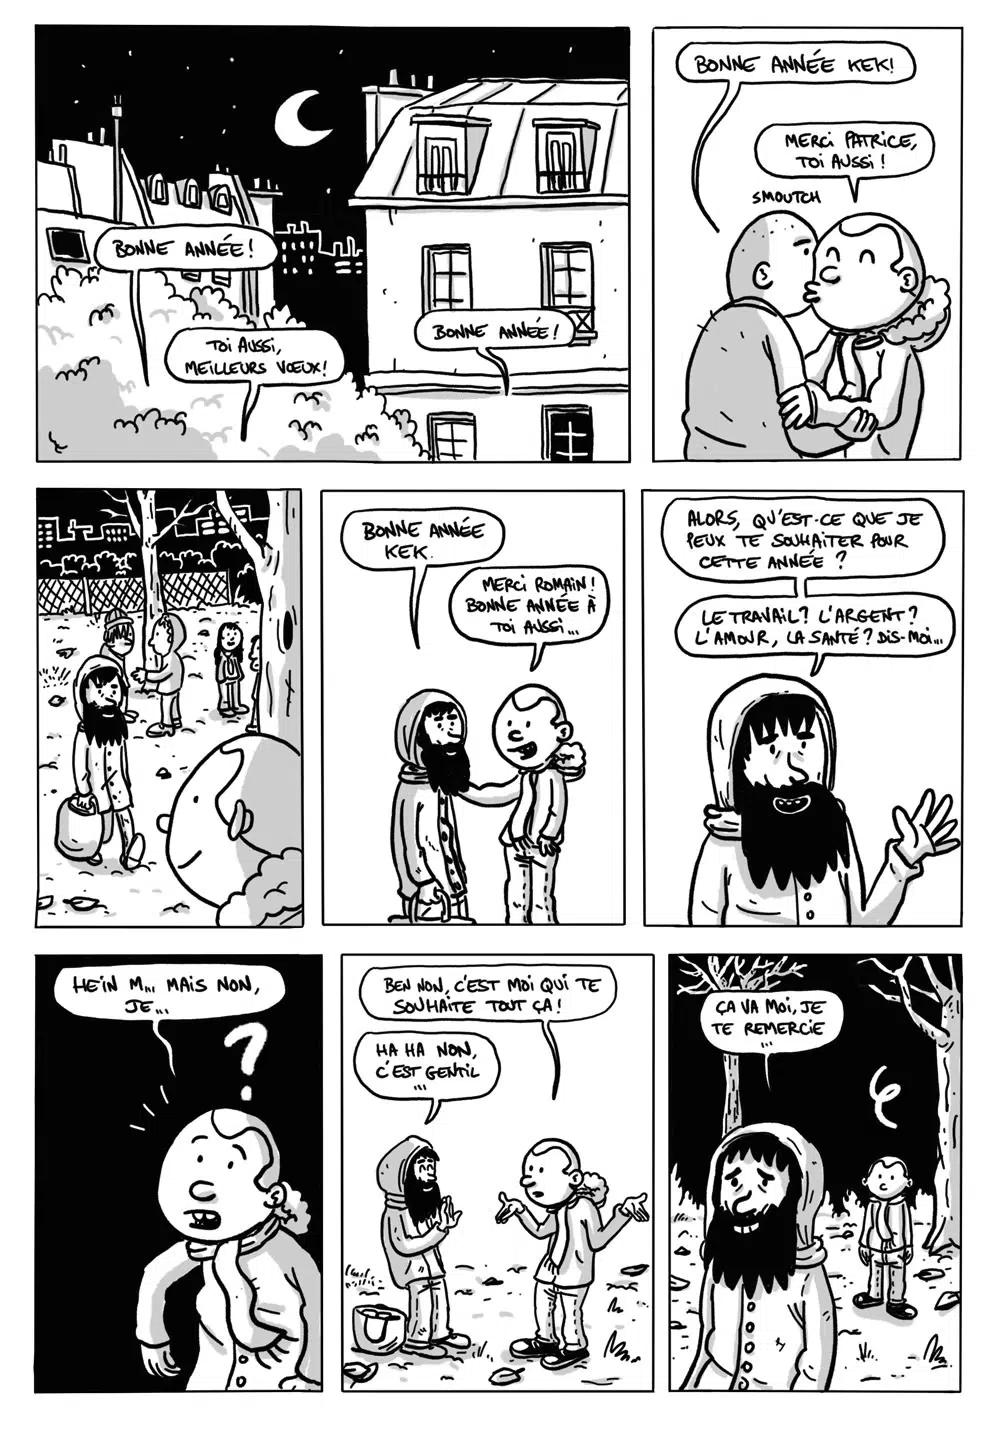 BONNE ANNÉE !
TOI AUSSI,
MEILLEURS VŒUX!
BONNE ANNÉE !
BONNE ANNÉE KEK!
MERCI PATRICE,
TOI AUSSI !
SMOUTCH
BONNE ANNÉE
KEK.
MERCI ROMAIN !
BONNE ANNÉE À
TOI AUSSI...
ALORS, QU'EST-CE QUE JE
PEUX TE SOUHAITER POUR
CETTE ANNÉE ?
LE TRAVAIL? L'ARGENT?
L'AMOUR, LA SANTÉ? DIS-MOI...
HEIN M... MAIS NON,
JE...
?
BEN NON, C'EST MOI QUI TE
SOUHAITE TOUT ÇA !
HA HA NON,
C'EST GENTIL
...
ÇA VA MOI, JE
TE REMERCIE
...